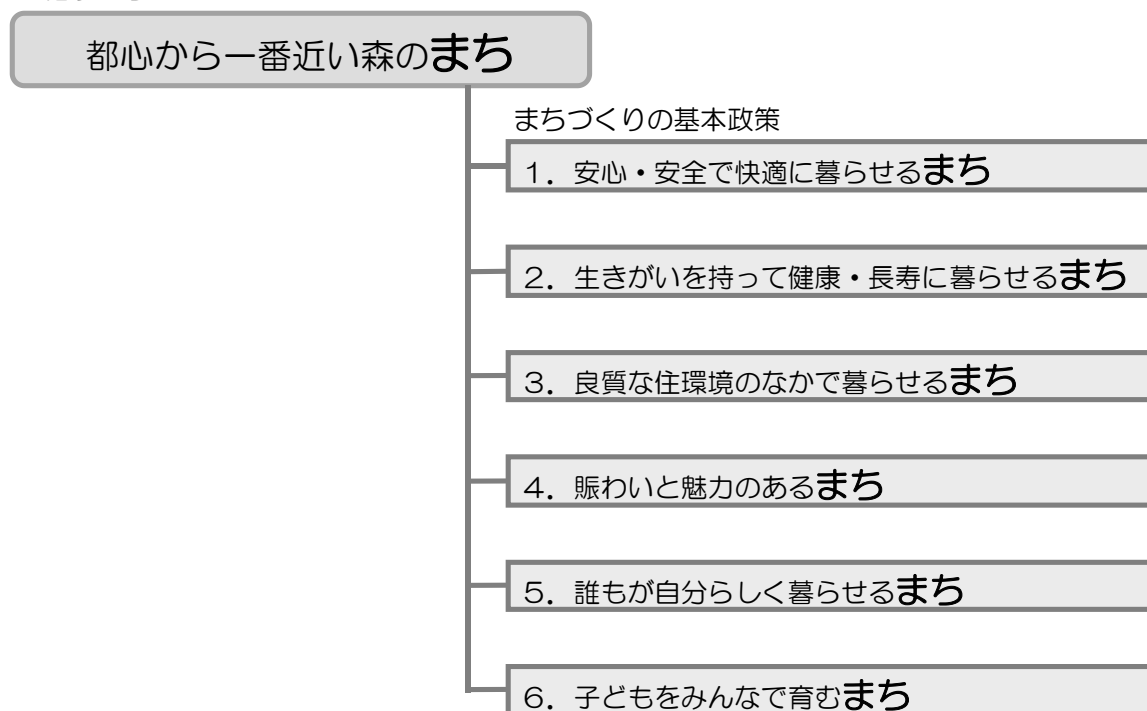 都心から一番近い森のまち
まちづくりの基本政策
1. 安心・安全で快適に暮らせるまち
2. 生きがいを持って健康・長寿に暮らせるまち
3. 良質な住環境のなかで暮らせるまち
4. 賑わいと魅力のあるまち
5. 誰もが自分らしく暮らせるまち
6. 子どもをみんなで育むまち